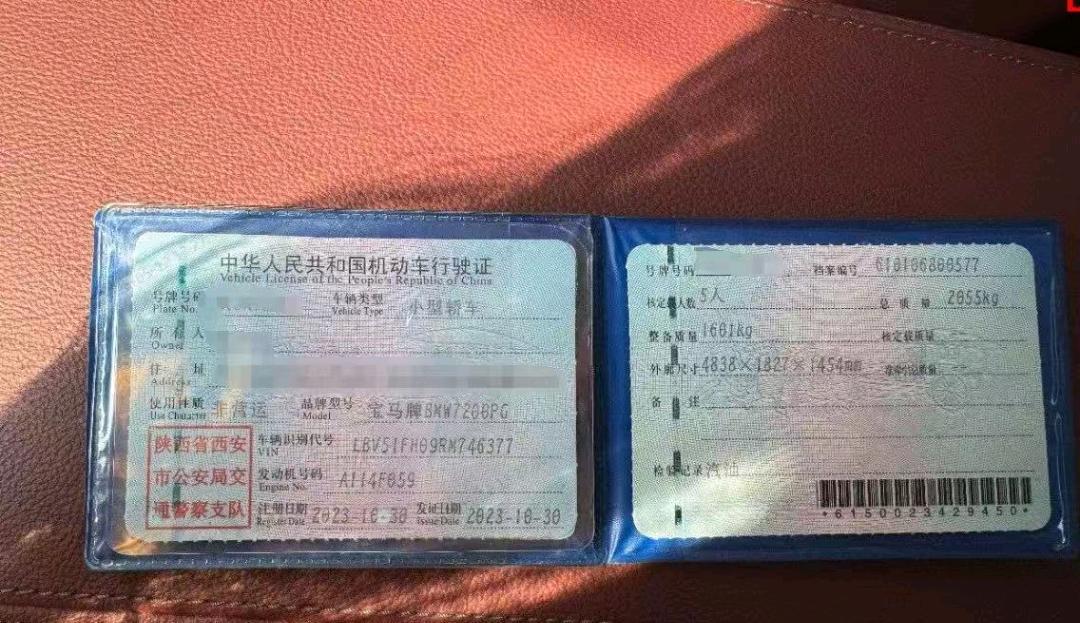 中华人民共和国机动车行驶证
Vehicle License of the People's Republic of China
号牌号码
Plate No.
车辆类型 小型轿车
Vehicle Type
所有人
Owner
住址
Address
使用性质 非营运
Use Character
品牌型号 宝马牌BMW7200PG
Model
陕西省西安
市公安局交
通警察支队
车辆识别代号 LBV51FH09RM746377
VIN
发动机号码 A114F059
Engine No.
注册日期 2023-10-30
Register Date
发证日期 2023-10-30
Issue Date
号牌号码
档案编号 610106800577
核定载人数 5人
总质量 2055kg
整备质量 1601kg
核定载质量 --
外廓尺寸 4838×1827×1454mm
准牵引总质量 --
备注
检验记录 汽油
*6150023429450*